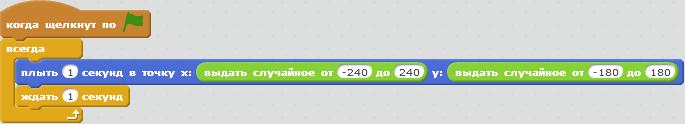 когда щелкнут по
всегда
плыть 1 секунд в точку x: выдать случайное от -240 до 240 y: выдать случайное от -180 до 180
ждать 1 секунд